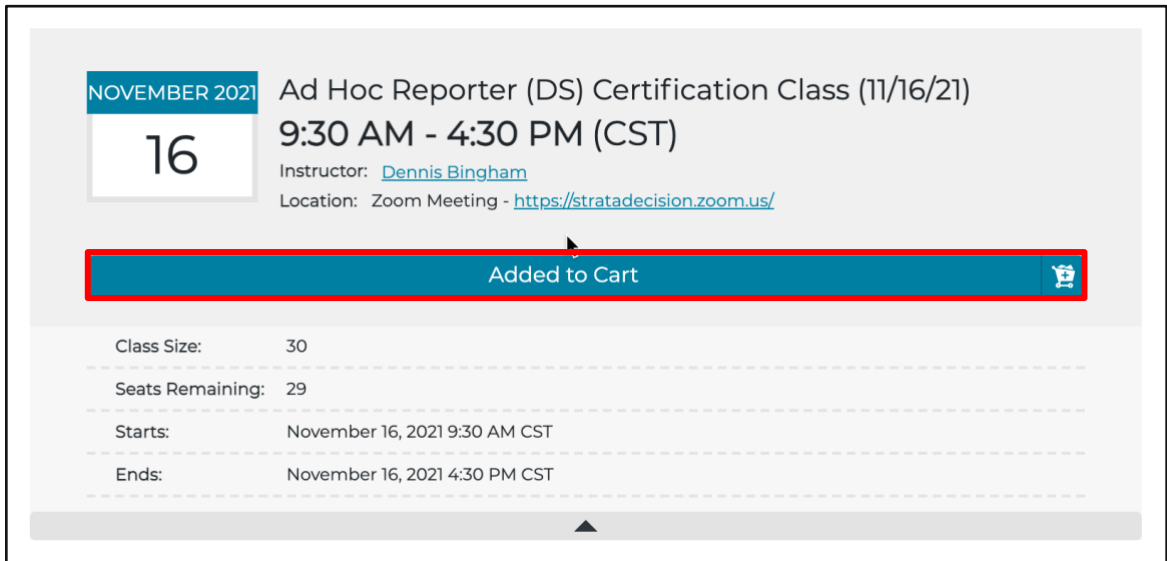 NOVEMBER 2021
16
Ad Hoc Reporter (DS) Certification Class (11/16/21)
9:30 AM - 4:30 PM (CST)
Instructor: Dennis Bingham
Location: Zoom Meeting - https://stratadecision.zoom.us/
Added to Cart
Class Size: 30
Seats Remaining: 29
Starts: November 16, 2021 9:30 AM CST
Ends: November 16, 2021 4:30 PM CST